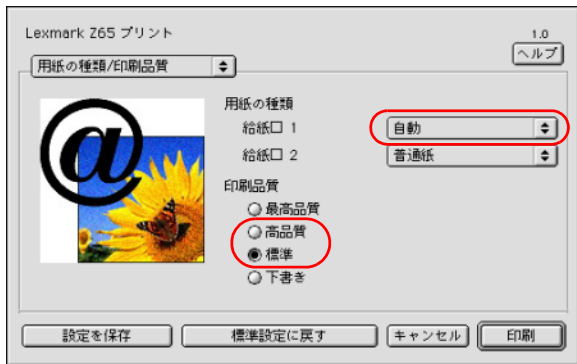 Lexmark Z65 プリント
1.0
ヘルプ
用紙の種類/印刷品質
用紙の種類
給紙口 1
自動
給紙口 2
普通紙
印刷品質
最高品質
高品質
標準
下書き
設定を保存
標準設定に戻す
キャンセル
印刷
@